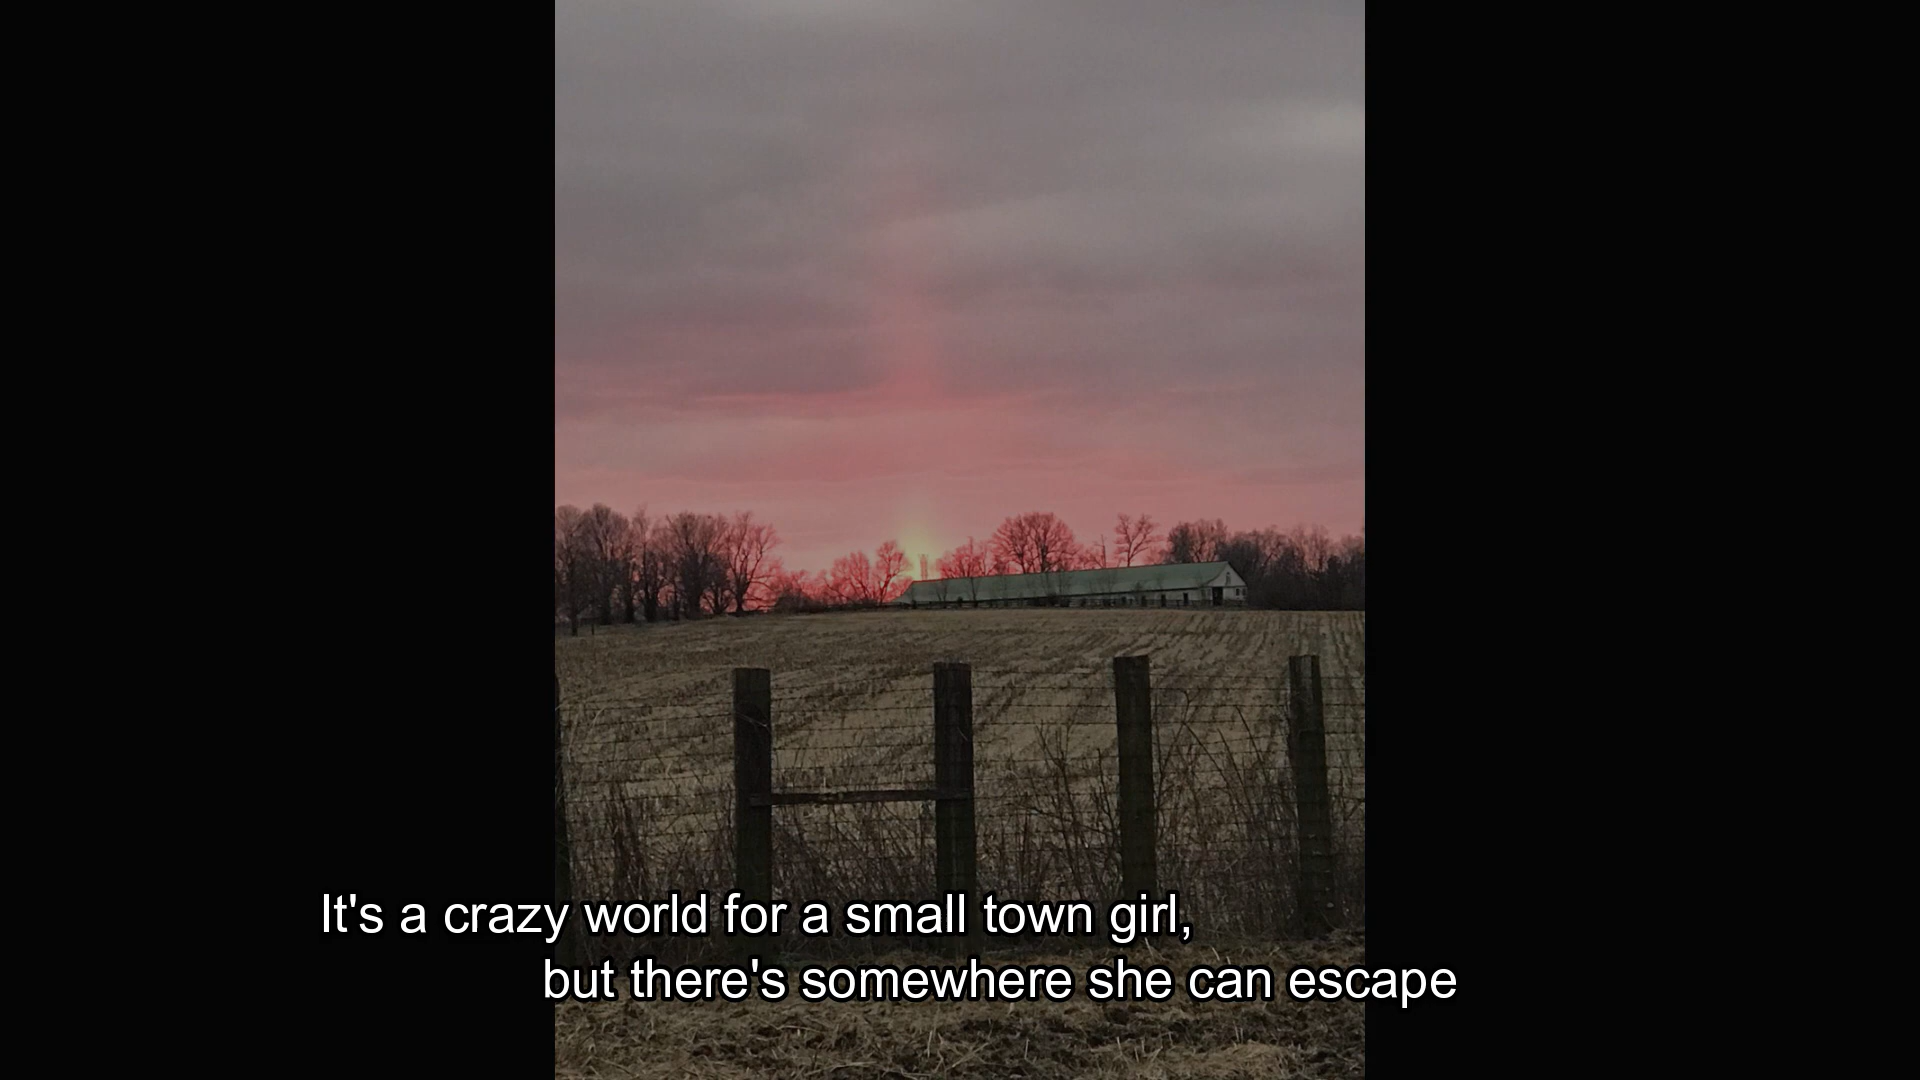 It's a crazy world for a small town girl,
but there's somewhere she can escape